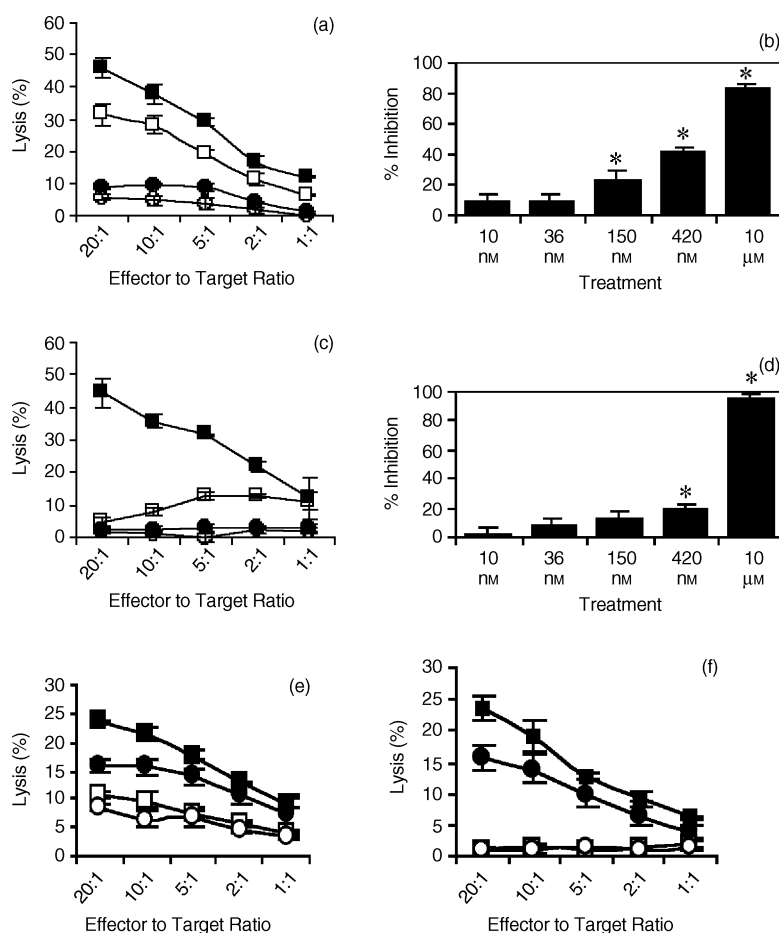 (a)
60
50
40
30
20
10
0
Lysis (%)
20:1 10:1 5:1 2:1 1:1
Effector to Target Ratio
(b)
100
80
60
40
20
0
% Inhibition
*
*
*
10 36 150 420 10
nM nM nM nM µM
Treatment
(c)
60
50
40
30
20
10
0
Lysis (%)
20:1 10:1 5:1 2:1 1:1
Effector to Target Ratio
(d)
100
80
60
40
20
0
% Inhibition
*
*
10 36 150 420 10
nM nM nM nM µM
Treatment
(e)
30
25
20
15
10
5
0
Lysis (%)
20:1 10:1 5:1 2:1 1:1
Effector to Target Ratio
(f)
30
25
20
15
10
5
0
Lysis (%)
20:1 10:1 5:1 2:1 1:1
Effector to Target Ratio